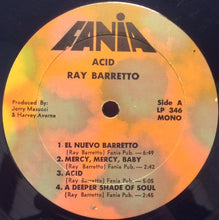 FANIA
ACID
RAY BARRETTO
Produced By:
Jerry Masucci
& Harvey Averne
Side A
LP 346
MONO
1. EL NUEVO BARRETTO
(Ray Barretto) Fania Pub. - 6:49
2. MERCY, MERCY, BABY
(Ray Barretto) Fania Pub. - 2:42
3. ACID
(Ray Barretto) Fania Pub. - 5:05
4. A DEEPER SHADE OF SOUL
(Ray Barretto) Fania Pub. - 2:45